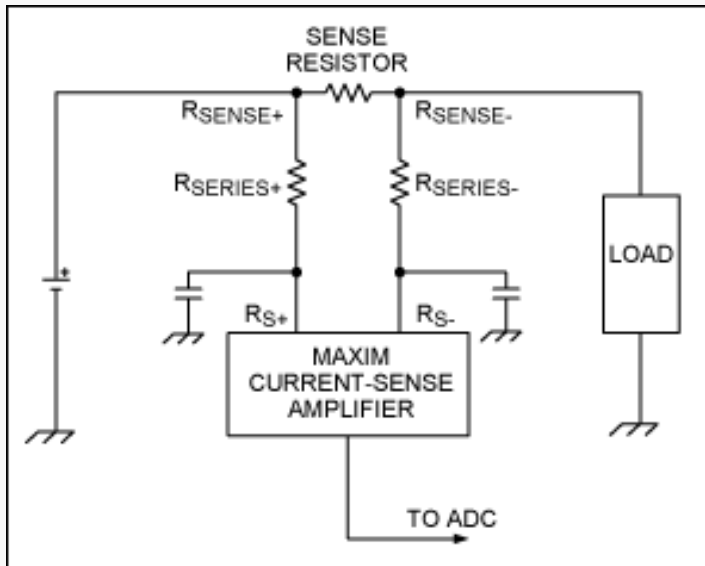 SENSE
RESISTOR
RSENSE+
RSENSE-
RSERIES+
RSERIES-
+
LOAD
RS+
RS-
MAXIM
CURRENT-SENSE
AMPLIFIER
TO ADC